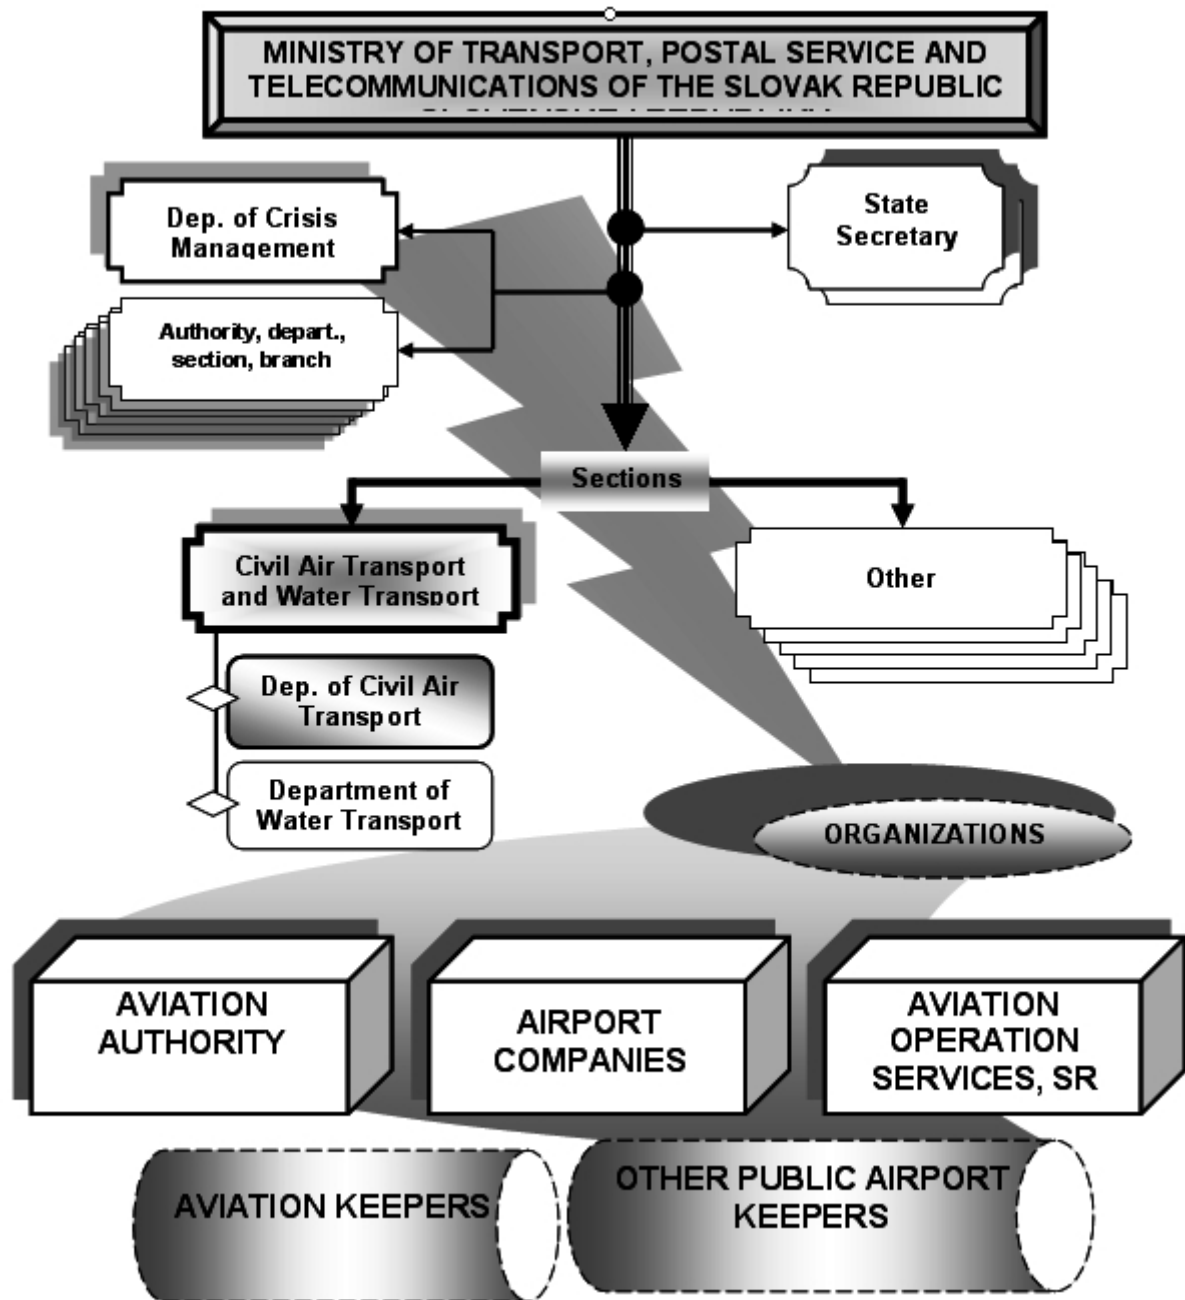 MINISTRY OF TRANSPORT, POSTAL SERVICE AND
TELECOMMUNICATIONS OF THE SLOVAK REPUBLIC
Dep. of Crisis
Management
State
Secretary
Authority, depart.,
section, branch
Sections
Civil Air Transport
and Water Transport
Other
Dep. of Civil Air
Transport
Department of
Water Transport
ORGANIZATIONS
AVIATION
AUTHORITY
AIRPORT
COMPANIES
AVIATION
OPERATION
SERVICES, SR
AVIATION KEEPERS
OTHER PUBLIC AIRPORT
KEEPERS